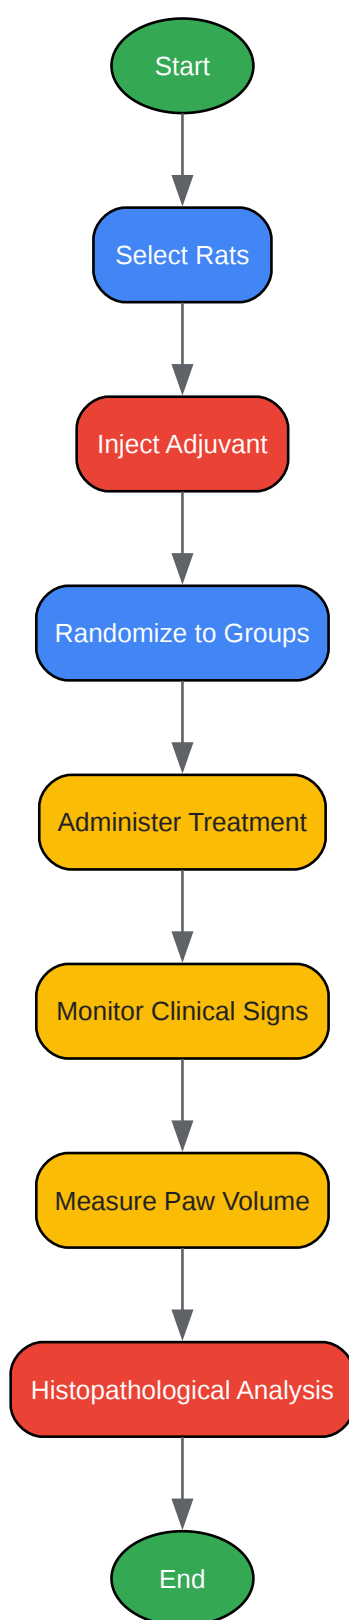 Start
Select Rats
Inject Adjuvant
Randomize to Groups
Administer Treatment
Monitor Clinical Signs
Measure Paw Volume
Histopathological Analysis
End